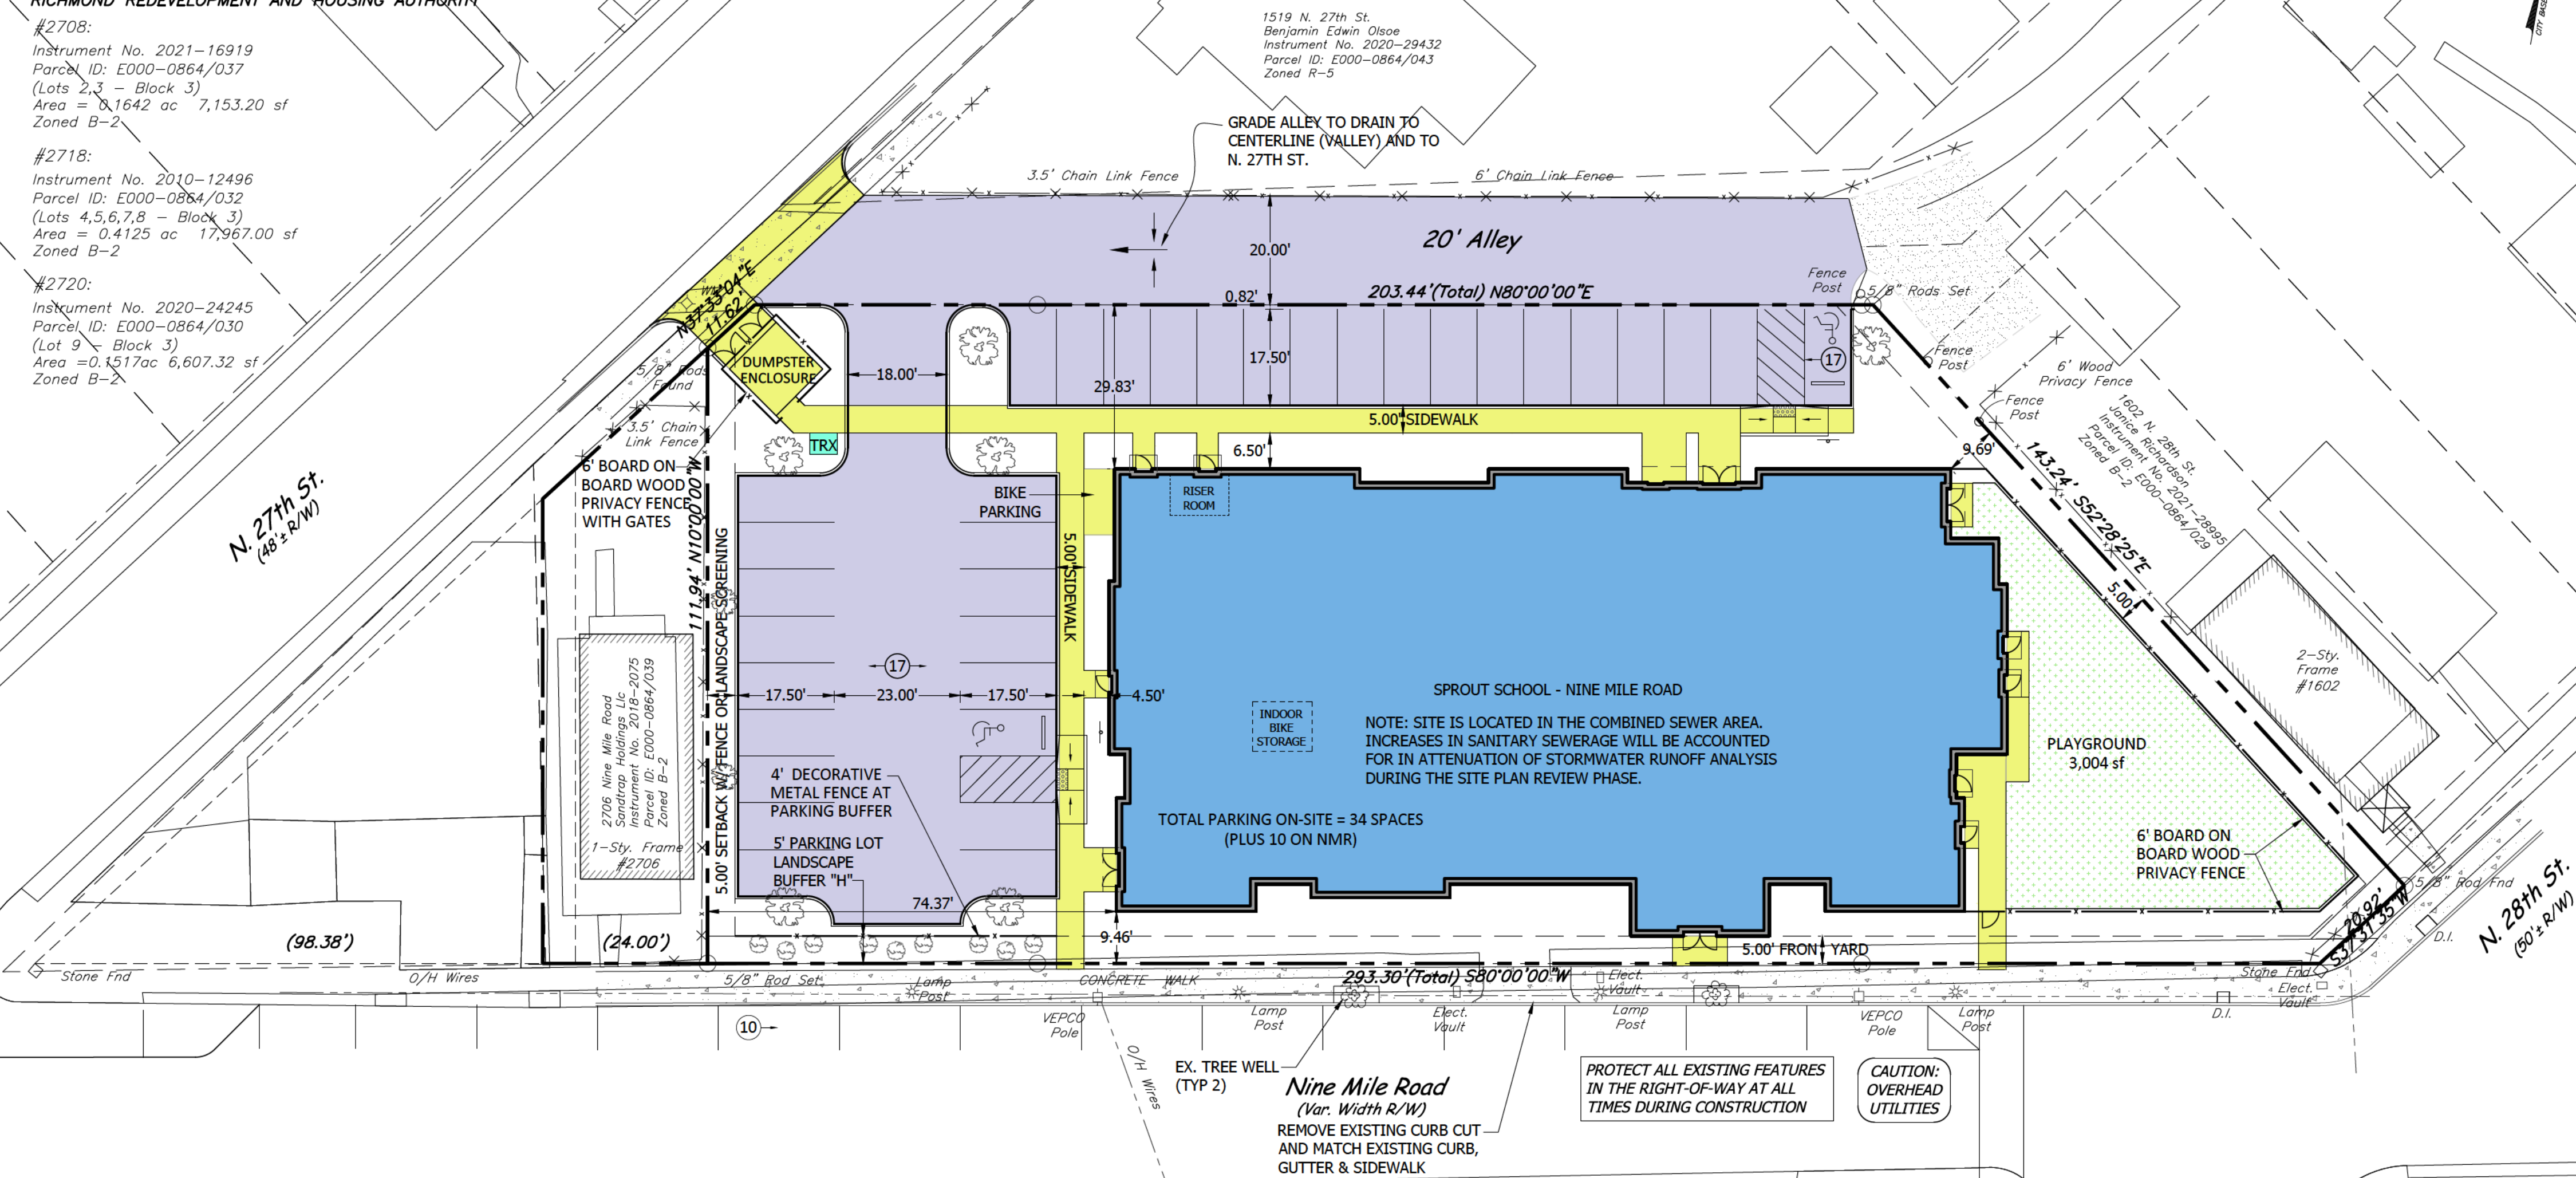 RICHMOND REDEVELOPMENT AND HOUSING AUTHORITY
#2708:
Instrument No. 2021-16919
Parcel ID: E000-0864/037
(Lots 2,3 - Block 3)
Area = 0.1642 ac 7,153.20 sf
Zoned B-2
#2718:
Instrument No. 2010-12496
Parcel ID: E000-0864/032
(Lots 4,5,6,7,8 - Block 3)
Area = 0.4125 ac 17,967.00 sf
Zoned B-2
#2720:
Instrument No. 2020-24245
Parcel ID: E000-0864/030
(Lot 9 - Block 3)
Area =0.1517ac 6,607.32 sf
Zoned B-2
1519 N. 27th St.
Benjamin Edwin Olsoe
Instrument No. 2020-29432
Parcel ID: E000-0864/043
Zoned R-5
CITY BASE
GRADE ALLEY TO DRAIN TO
CENTERLINE (VALLEY) AND TO
N. 27TH ST.
3.5' Chain Link Fence
6' Chain Link Fence
20.00'
20' Alley
0.82'
203.44'(Total) N80°00'00"E
Fence
Post
5/8" Rods Set
N37°33'04"E
11.62'
DUMPSTER
ENCLOSURE
5/8" Rods
Found
18.00'
29.83'
17.50'
17
Fence
Post
6' Wood
Privacy Fence
Fence
Post
1602 N. 28th St.
Janice Richardson
Instrument No. 2021-28995
Parcel ID: E000-0864/029
Zoned B-2
3.5' Chain
Link Fence
TRX
5.00' SIDEWALK
6.50'
9.69'
143.24' S52°28'25"E
5.00'
6' BOARD ON
BOARD WOOD
PRIVACY FENCE
WITH GATES
BIKE
PARKING
RISER
ROOM
N. 27th St.
(48'± R/W)
111.94' N10°00'00"W
5.00' SETBACK W/ FENCE OR LANDSCAPE SCREENING
5.00' SIDEWALK
17
17.50'
23.00'
17.50'
4.50'
2706 Nine Mile Road
Sandtrap Holdings Llc
Instrument No. 2018-2075
Parcel ID: E000-0864/039
Zoned B-2
1-Sty. Frame
#2706
INDOOR
BIKE
STORAGE
SPROUT SCHOOL - NINE MILE ROAD
NOTE: SITE IS LOCATED IN THE COMBINED SEWER AREA.
INCREASES IN SANITARY SEWERAGE WILL BE ACCOUNTED
FOR IN ATTENUATION OF STORMWATER RUNOFF ANALYSIS
DURING THE SITE PLAN REVIEW PHASE.
TOTAL PARKING ON-SITE = 34 SPACES
(PLUS 10 ON NMR)
PLAYGROUND
3,004 sf
2-Sty.
Frame
#1602
4' DECORATIVE
METAL FENCE AT
PARKING BUFFER
5' PARKING LOT
LANDSCAPE
BUFFER "H"
6' BOARD ON
BOARD WOOD
PRIVACY FENCE
74.37'
9.46'
5.00' FRON YARD
5/8" Rod Fnd
20.92'
S37°31'35"W
D.I.
N. 28th St.
(50'± R/W)
(98.38')
(24.00')
Stone Fnd
O/H Wires
5/8" Rod Set
Lamp
Post
CONCRETE WALK
293.30'(Total) S80°00'00"W
Elect.
Vault
Stone Fnd
Elect.
Vault
10
VEPCO
Pole
Lamp
Post
Elect.
Vault
Lamp
Post
VEPCO
Pole
Lamp
Post
D.I.
O/H Wires
EX. TREE WELL
(TYP 2)
Nine Mile Road
(Var. Width R/W)
REMOVE EXISTING CURB CUT
AND MATCH EXISTING CURB,
GUTTER & SIDEWALK
PROTECT ALL EXISTING FEATURES
IN THE RIGHT-OF-WAY AT ALL
TIMES DURING CONSTRUCTION
CAUTION:
OVERHEAD
UTILITIES